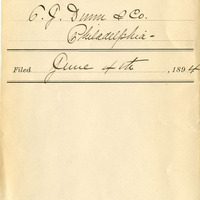 T. J. Dunn & Co.
Philadelphia-
Filed June 4th, 1894